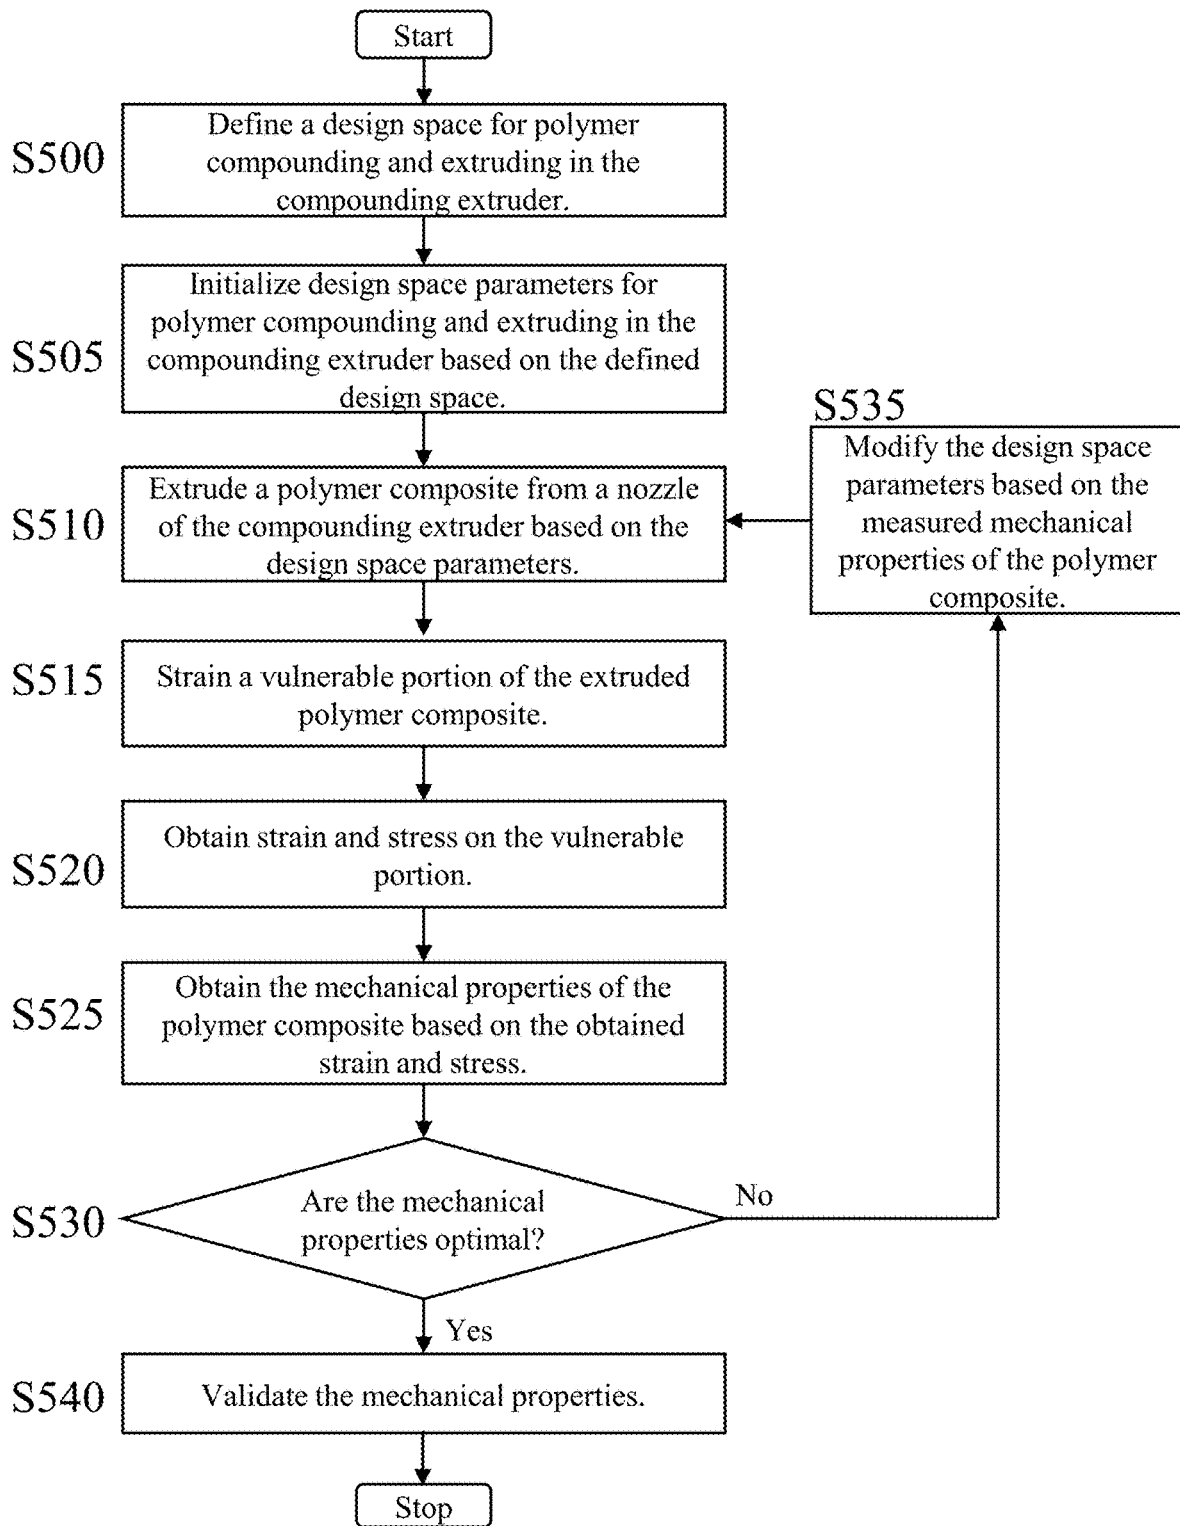 Start
S500
Define a design space for polymer
compounding and extruding in the
compounding extruder.
S505
Initialize design space parameters for
polymer compounding and extruding in the
compounding extruder based on the defined
design space.
S510
Extrude a polymer composite from a nozzle
of the compounding extruder based on the
design space parameters.
S535
Modify the design space
parameters based on the
measured mechanical
properties of the polymer
composite.
S515
Strain a vulnerable portion of the extruded
polymer composite.
S520
Obtain strain and stress on the vulnerable
portion.
S525
Obtain the mechanical properties of the
polymer composite based on the obtained
strain and stress.
S530
Are the mechanical
properties optimal?
No
Yes
S540
Validate the mechanical properties.
Stop